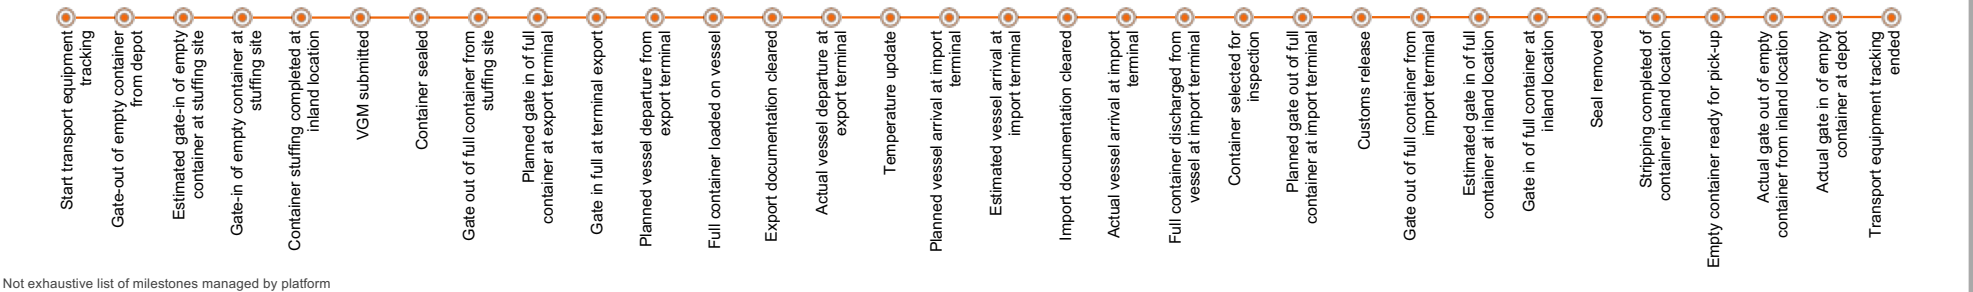 Start transport equipment
tracking
Gate-out of empty container
from depot
Estimated gate-in of empty
container at stuffing site
Gate-in of empty container at
stuffing site
Container stuffing completed at
inland location
VGM submitted
Container sealed
Gate out of full container from
stuffing site
Planned gate in of full
container at export terminal
Gate in full at terminal export
Planned vessel departure from
export terminal
Full container loaded on vessel
Export documentation cleared
Actual vessel departure at
export terminal
Temperature update
Planned vessel arrival at import
terminal
Estimated vessel arrival at
import terminal
Import documentation cleared
Actual vessel arrival at import
terminal
Full container discharged from
vessel at import terminal
Container selected for
inspection
Planned gate out of full
container at import terminal
Customs release
Gate out of full container from
import terminal
Estimated gate in of full
container at inland location
Gate in of full container at
inland location
Seal removed
Stripping completed of
container inland location
Empty container ready for pick-up
Actual gate out of empty
container from inland location
Actual gate in of empty
container at depot
Transport equipment tracking
ended
Not exhaustive list of milestones managed by platform